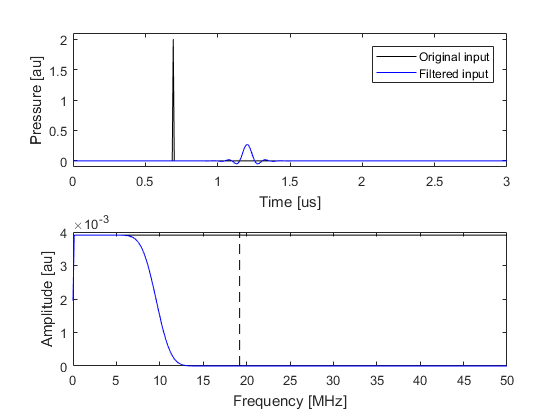 2
1.5
1
0.5
0
Pressure [au]
Original input
Filtered input
0 0.5 1 1.5 2 2.5 3
Time [us]
×10-3
4
3
2
1
0
Amplitude [au]
0 5 10 15 20 25 30 35 40 45 50
Frequency [MHz]